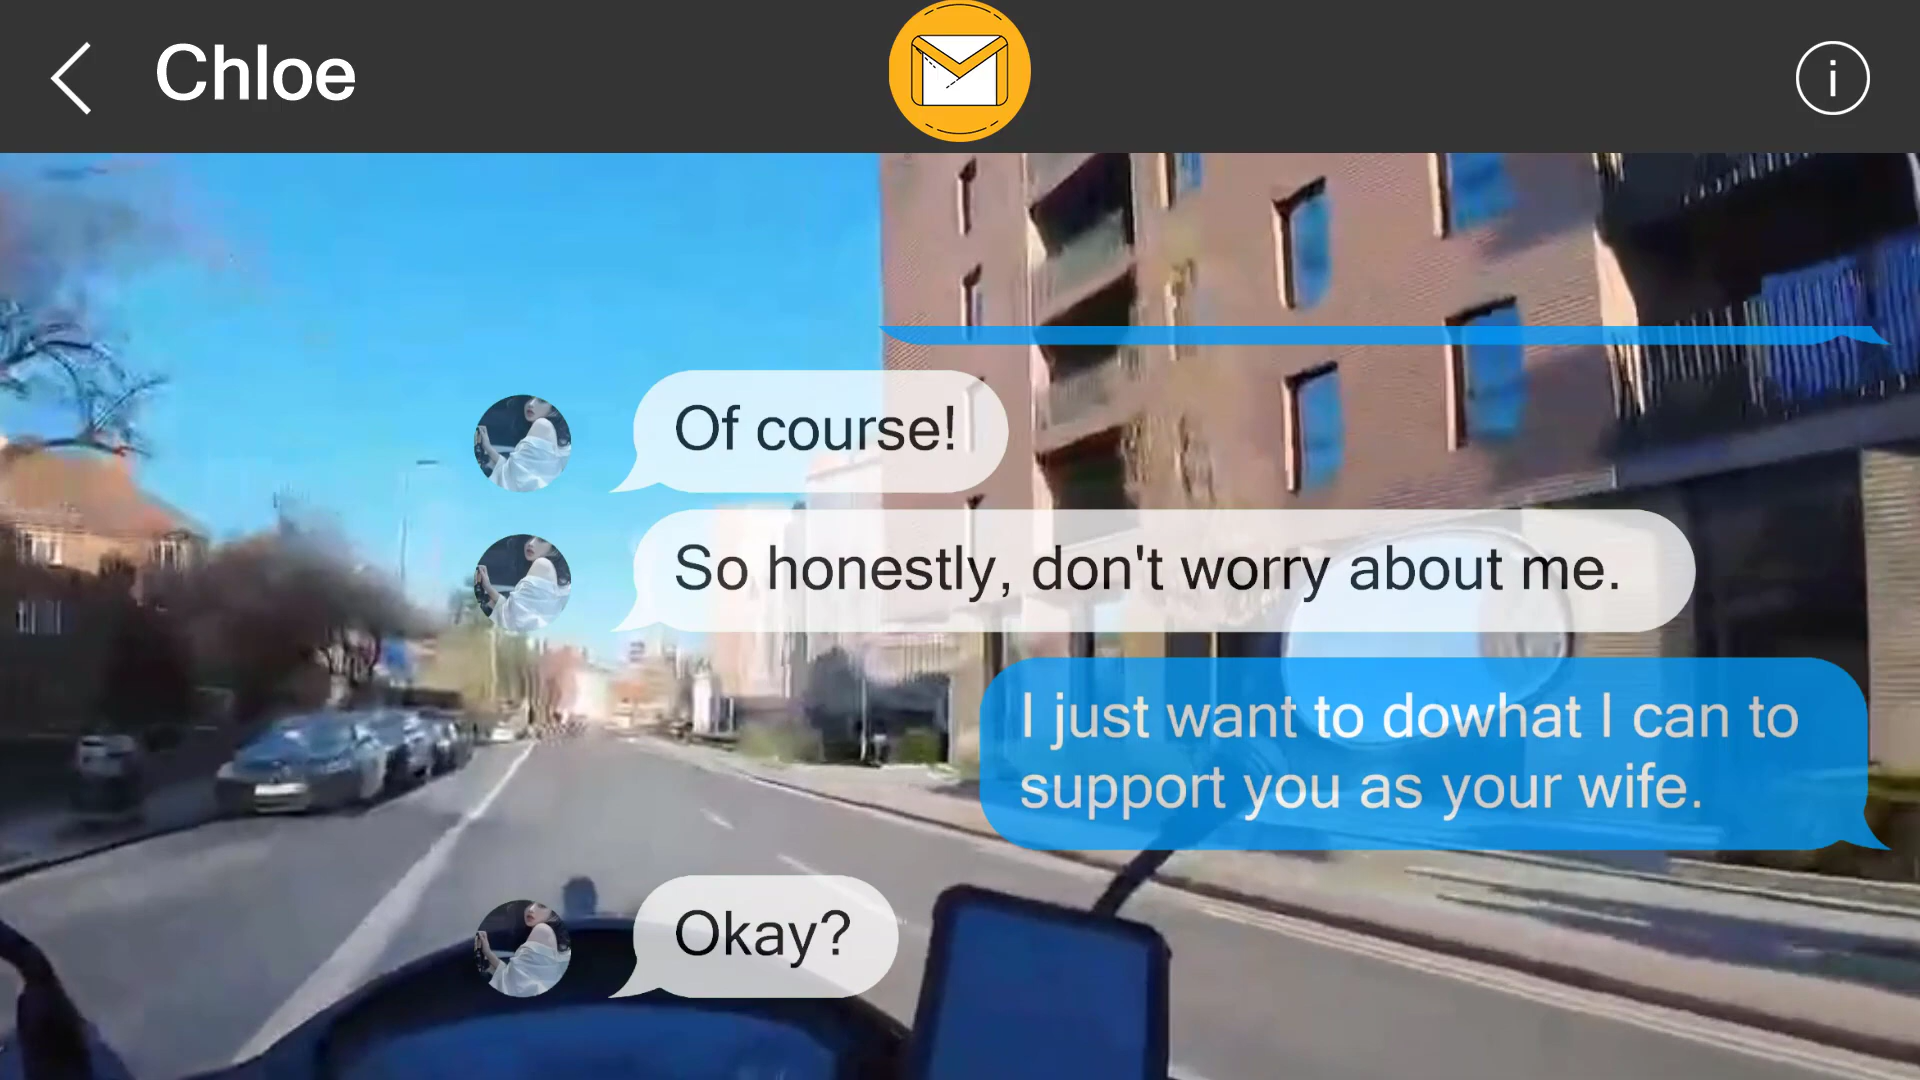 Chloe
Of course!
So honestly, don't worry about me.
I just want to dowhat I can to
support you as your wife.
Okay?